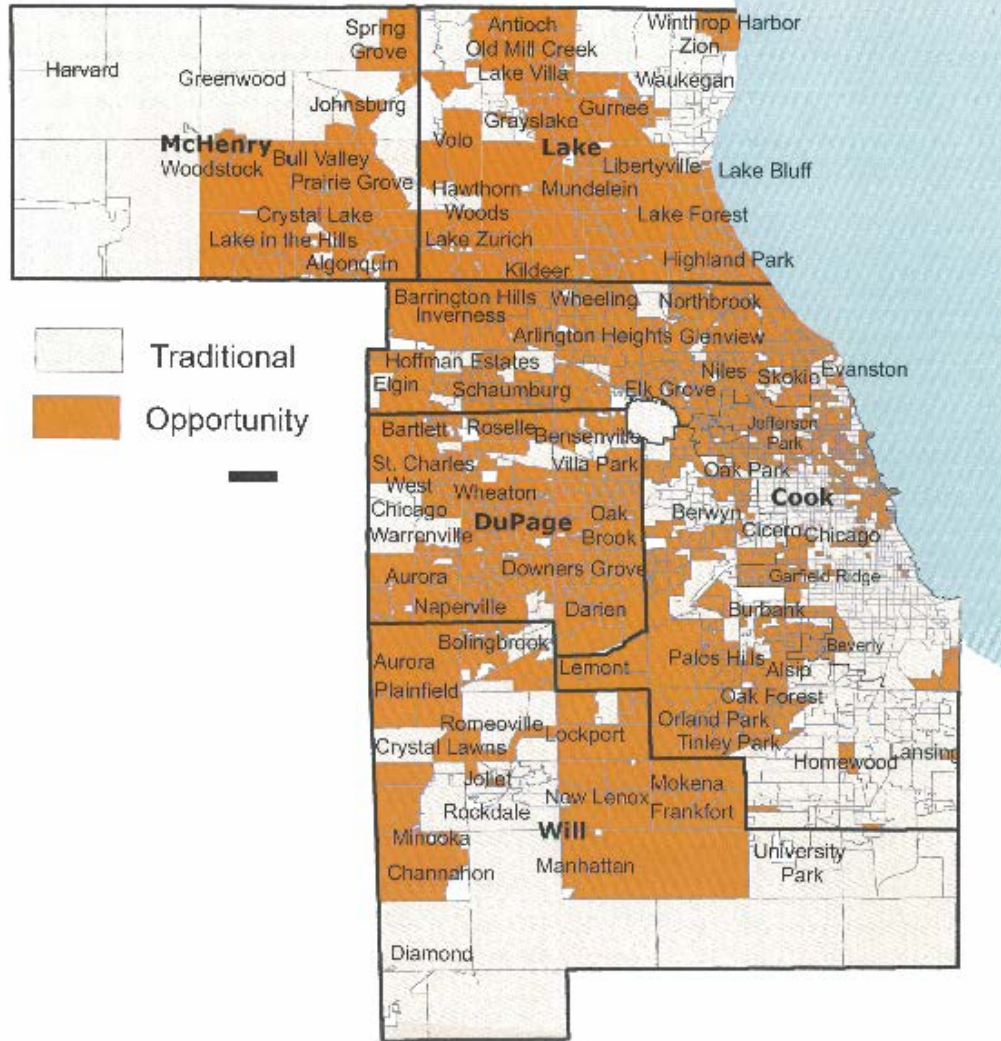 Spring
Grove
Antioch
Winthrop Harbor
Old Mill Creek
Zion
Harvard
Greenwood
Lake Villa
Waukegan
Johnsburg
Gurnee
Grayslake
McHenry
Volo
Lake
Woodstock
Bull Valley
Libertyville
Lake Bluff
Prairie Grove
Hawthorn
Woods
Mundelein
Crystal Lake
Lake Forest
Lake in the Hills
Lake Zurich
Algonquin
Kildeer
Highland Park
Barrington Hills
Wheeling
Northbrook
Inverness
Arlington Heights
Glenview
Traditional
Hoffman Estates
Niles
Skokie
Evanston
Elgin
Schaumburg
Elk Grove
Opportunity
Bartlett
Roselle
Bensenville
Jefferson
Park
St. Charles
Villa Park
Oak Park
West
Chicago
Wheaton
Cook
Berwyn
Oak
Brook
DuPage
Warrenville
Cicero
Chicago
Aurora
Downers Grove
Garfield Ridge
Naperville
Darien
Burbank
Bolingbrook
Beverly
Aurora
Lemont
Palos Hills
Alsip
Plainfield
Oak Forest
Romeoville
Lockport
Orland Park
Crystal Lawns
Tinley Park
Homewood
Lansing
Joliet
Mokena
New Lenox
Rockdale
Frankfort
Will
Minooka
Channahon
Manhattan
University
Park
Diamond